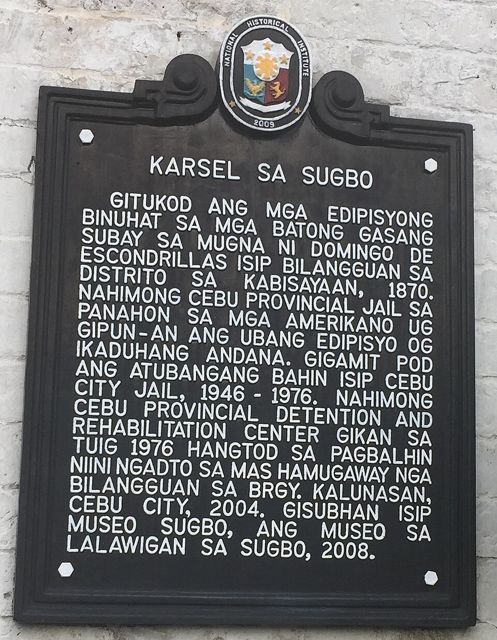 NATIONAL HISTORICAL INSTITUTE
2009
KARSEL SA SUGBO
GITUKOD ANG MGA EDIPISYONG
BINUHAT SA MGA BATONG GASANG
SUBAY SA MUGNA NI DOMINGO DE
ESCONDRILLAS ISIP BILANGGUAN SA
DISTRITO SA KABISAYAAN, 1870.
NAHIMONG CEBU PROVINCIAL JAIL SA
PANAHON SA MGA AMERIKANO UG
GIPUN-AN ANG UBANG EDIPISYO OG
IKADUHANG ANDANA. GIGAMIT POD
ANG ATUBANGANG BAHIN ISIP CEBU
CITY JAIL, 1946 - 1976. NAHIMONG
CEBU PROVINCIAL DETENTION AND
REHABILITATION CENTER GIKAN SA
TUIG 1976 HANGTOD SA PAGBALHIN
NIINI NGADTO SA MAS HAMUGAWAY NGA
BILANGGUAN SA BRGY. KALUNASAN,
CEBU CITY, 2004. GISUBHAN ISIP
MUSEO SUGBO, ANG MUSEO SA
LALAWIGAN SA SUGBO, 2008.